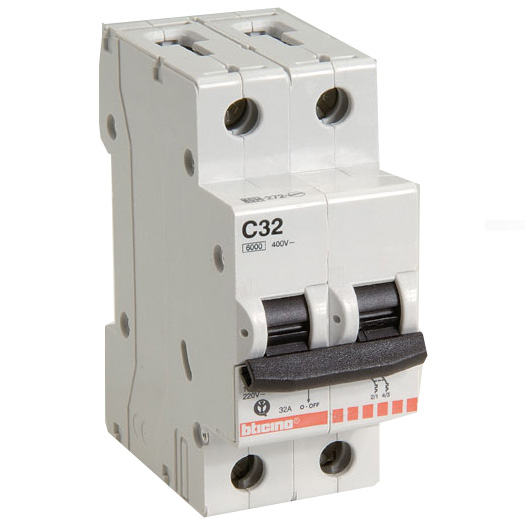 C32
6000 400V~
220V~
32A O-OFF 2/1 4/3
bticino